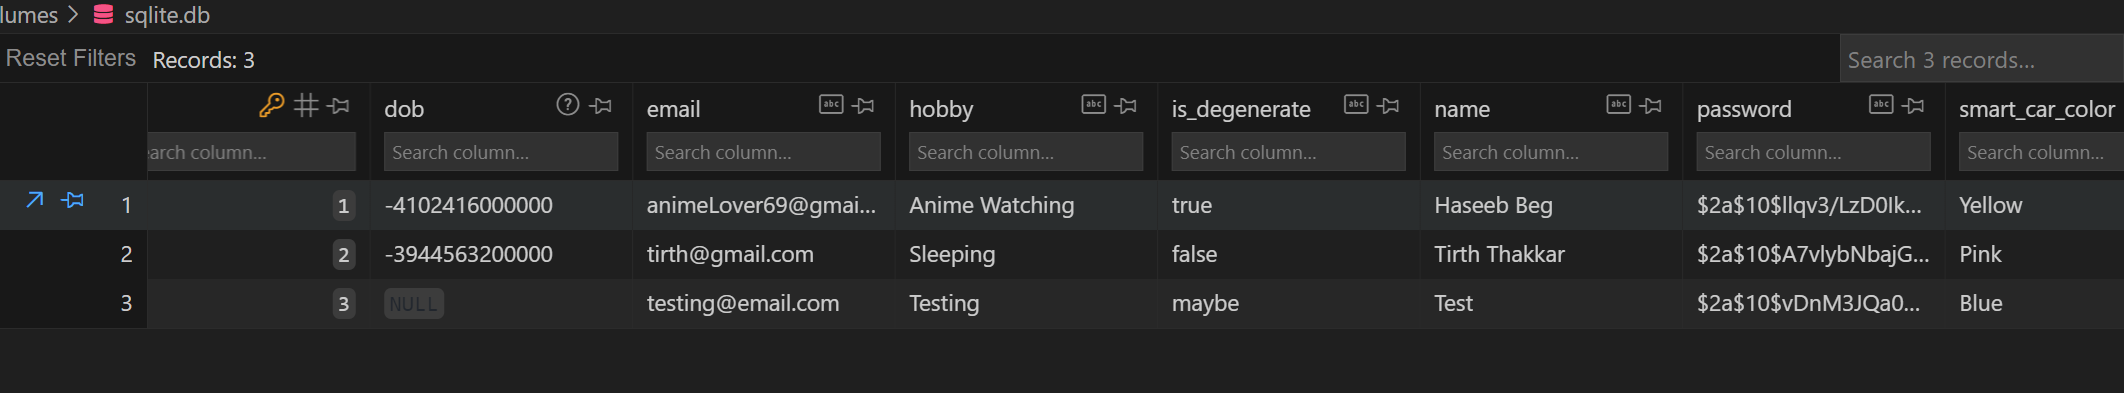 lumes > sqlite.db
Reset Filters Records: 3 Search 3 records...
dob email hobby is_degenerate name password smart_car_color
arch column... Search column... Search column... Search column... Search column... Search column... Search column... Search column...
1 1 -4102416000000 animeLover69@gmai... Anime Watching true Haseeb Beg $2a$10$llqv3/LzD0Ik... Yellow
2 2 -3944563200000 tirth@gmail.com Sleeping false Tirth Thakkar $2a$10$A7vlybNbajG... Pink
3 3 NULL testing@email.com Testing maybe Test $2a$10$vDnM3JQa0... Blue